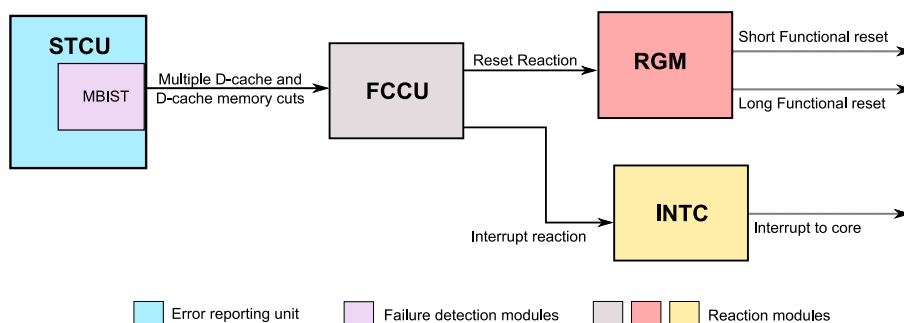 STCU
MBIST
Multiple D-cache and
D-cache memory cuts
FCCU
Reset Reaction
RGM
Short Functional reset
Long Functional reset
Interrupt reaction
INTC
Interrupt to core
Error reporting unit
Failure detection modules
Reaction modules